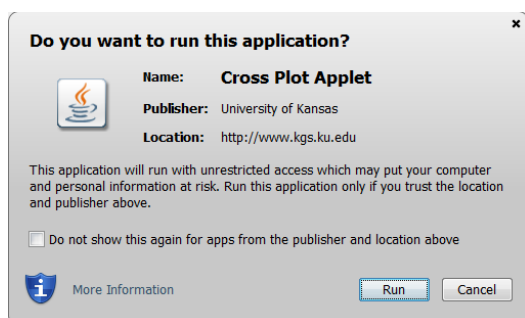 Do you want to run this application?
Name: Cross Plot Applet
Publisher: University of Kansas
Location: http://www.kgs.ku.edu
This application will run with unrestricted access which may put your computer
and personal information at risk. Run this application only if you trust the location
and publisher above.
Do not show this again for apps from the publisher and location above
More Information Run Cancel